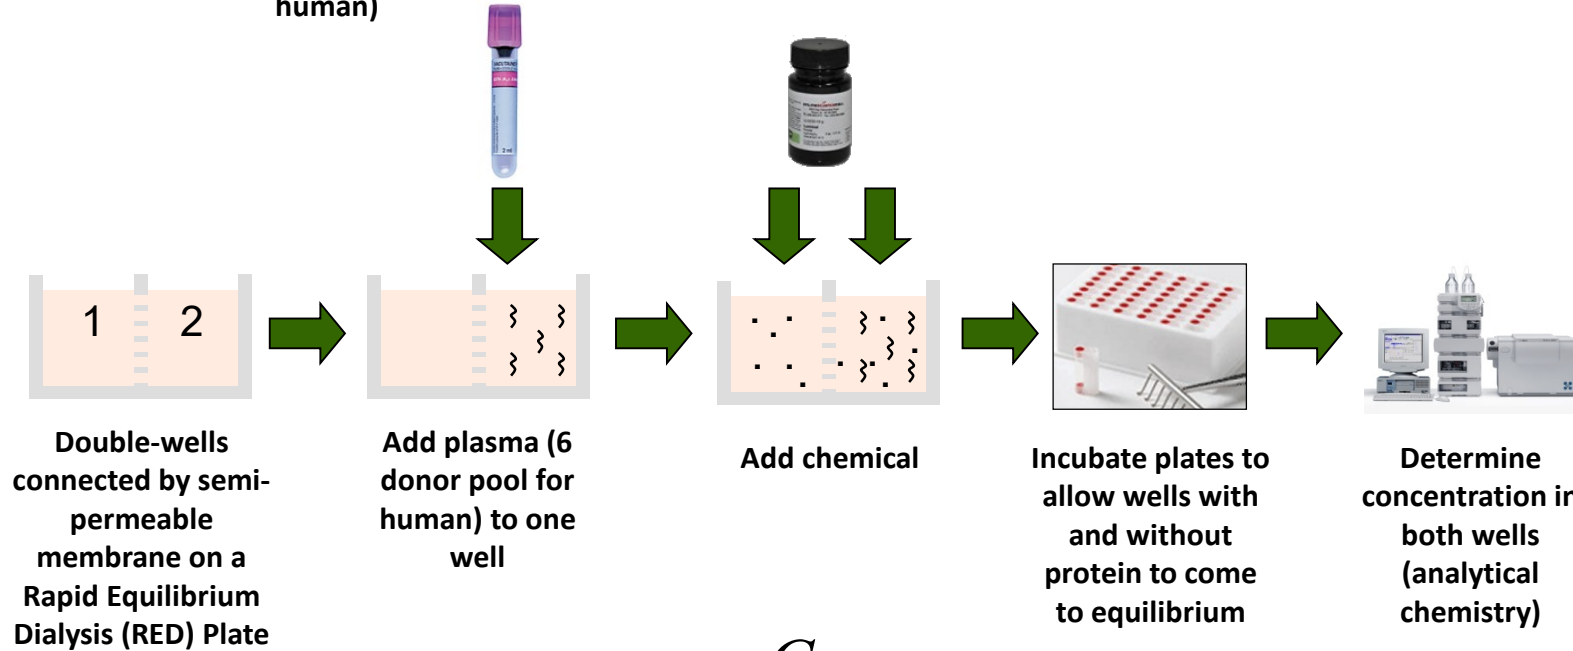 human)
2 ml
1
2
Double-wells
connected by semi-
permeable
membrane on a
Rapid Equilibrium
Dialysis (RED) Plate
Add plasma (6
donor pool for
human) to one
well
Add chemical
Incubate plates to
allow wells with
and without
protein to come
to equilibrium
Determine
concentration in
both wells
(analytical
chemistry)
C